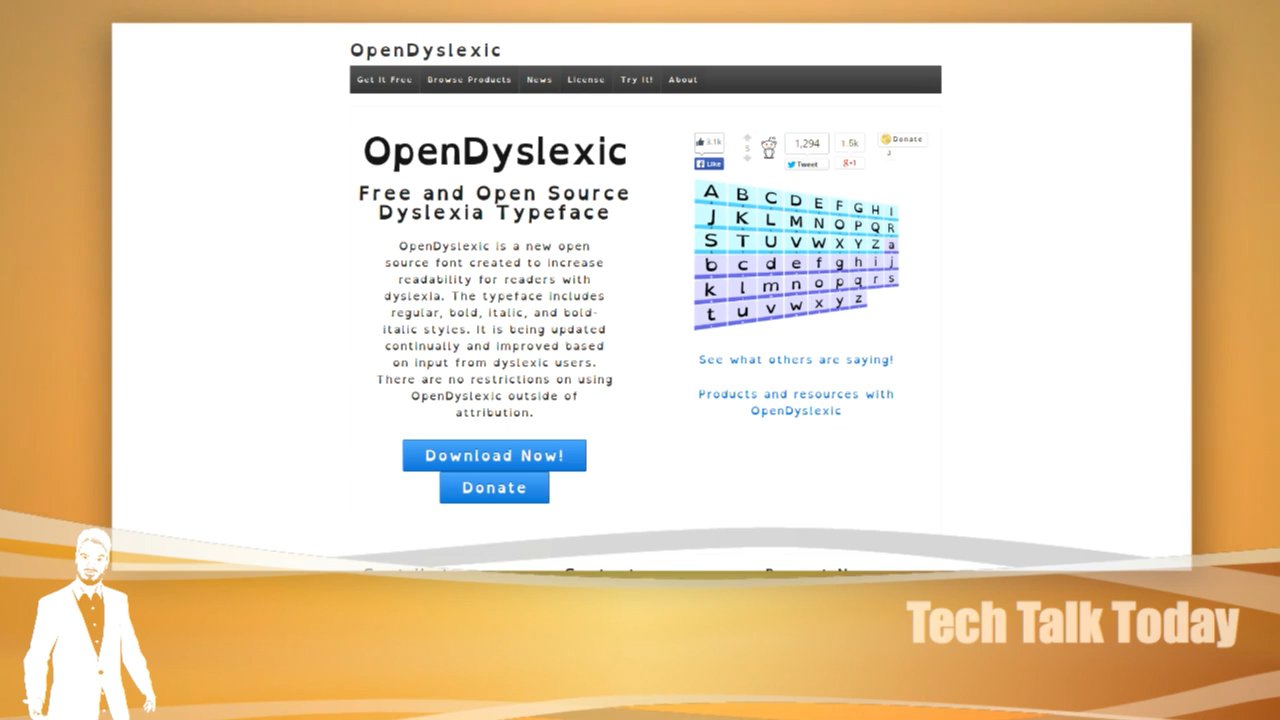 OpenDyslexic
Get It Free Browse Products News License Try It! About
OpenDyslexic
Free and Open Source
Dyslexia Typeface
OpenDyslexic is a new open
source font created to increase
readability for readers with
dyslexia. The typeface includes
regular, bold, italic, and bold-
italic styles. It is being updated
continually and improved based
on input from dyslexic users.
There are no restrictions on using
OpenDyslexic outside of
attribution.
Download Now!
Donate
3.1k
Like
5
1,294
Tweet
1.5k
+1
Donate
A B C D E F G H I
J K L M N O P Q R
S T U V W X Y Z a
b c d e f g h i j
k l m n o p q r s
t u v w x y z
See what others are saying!
Products and resources with
OpenDyslexic
Tech Talk Today